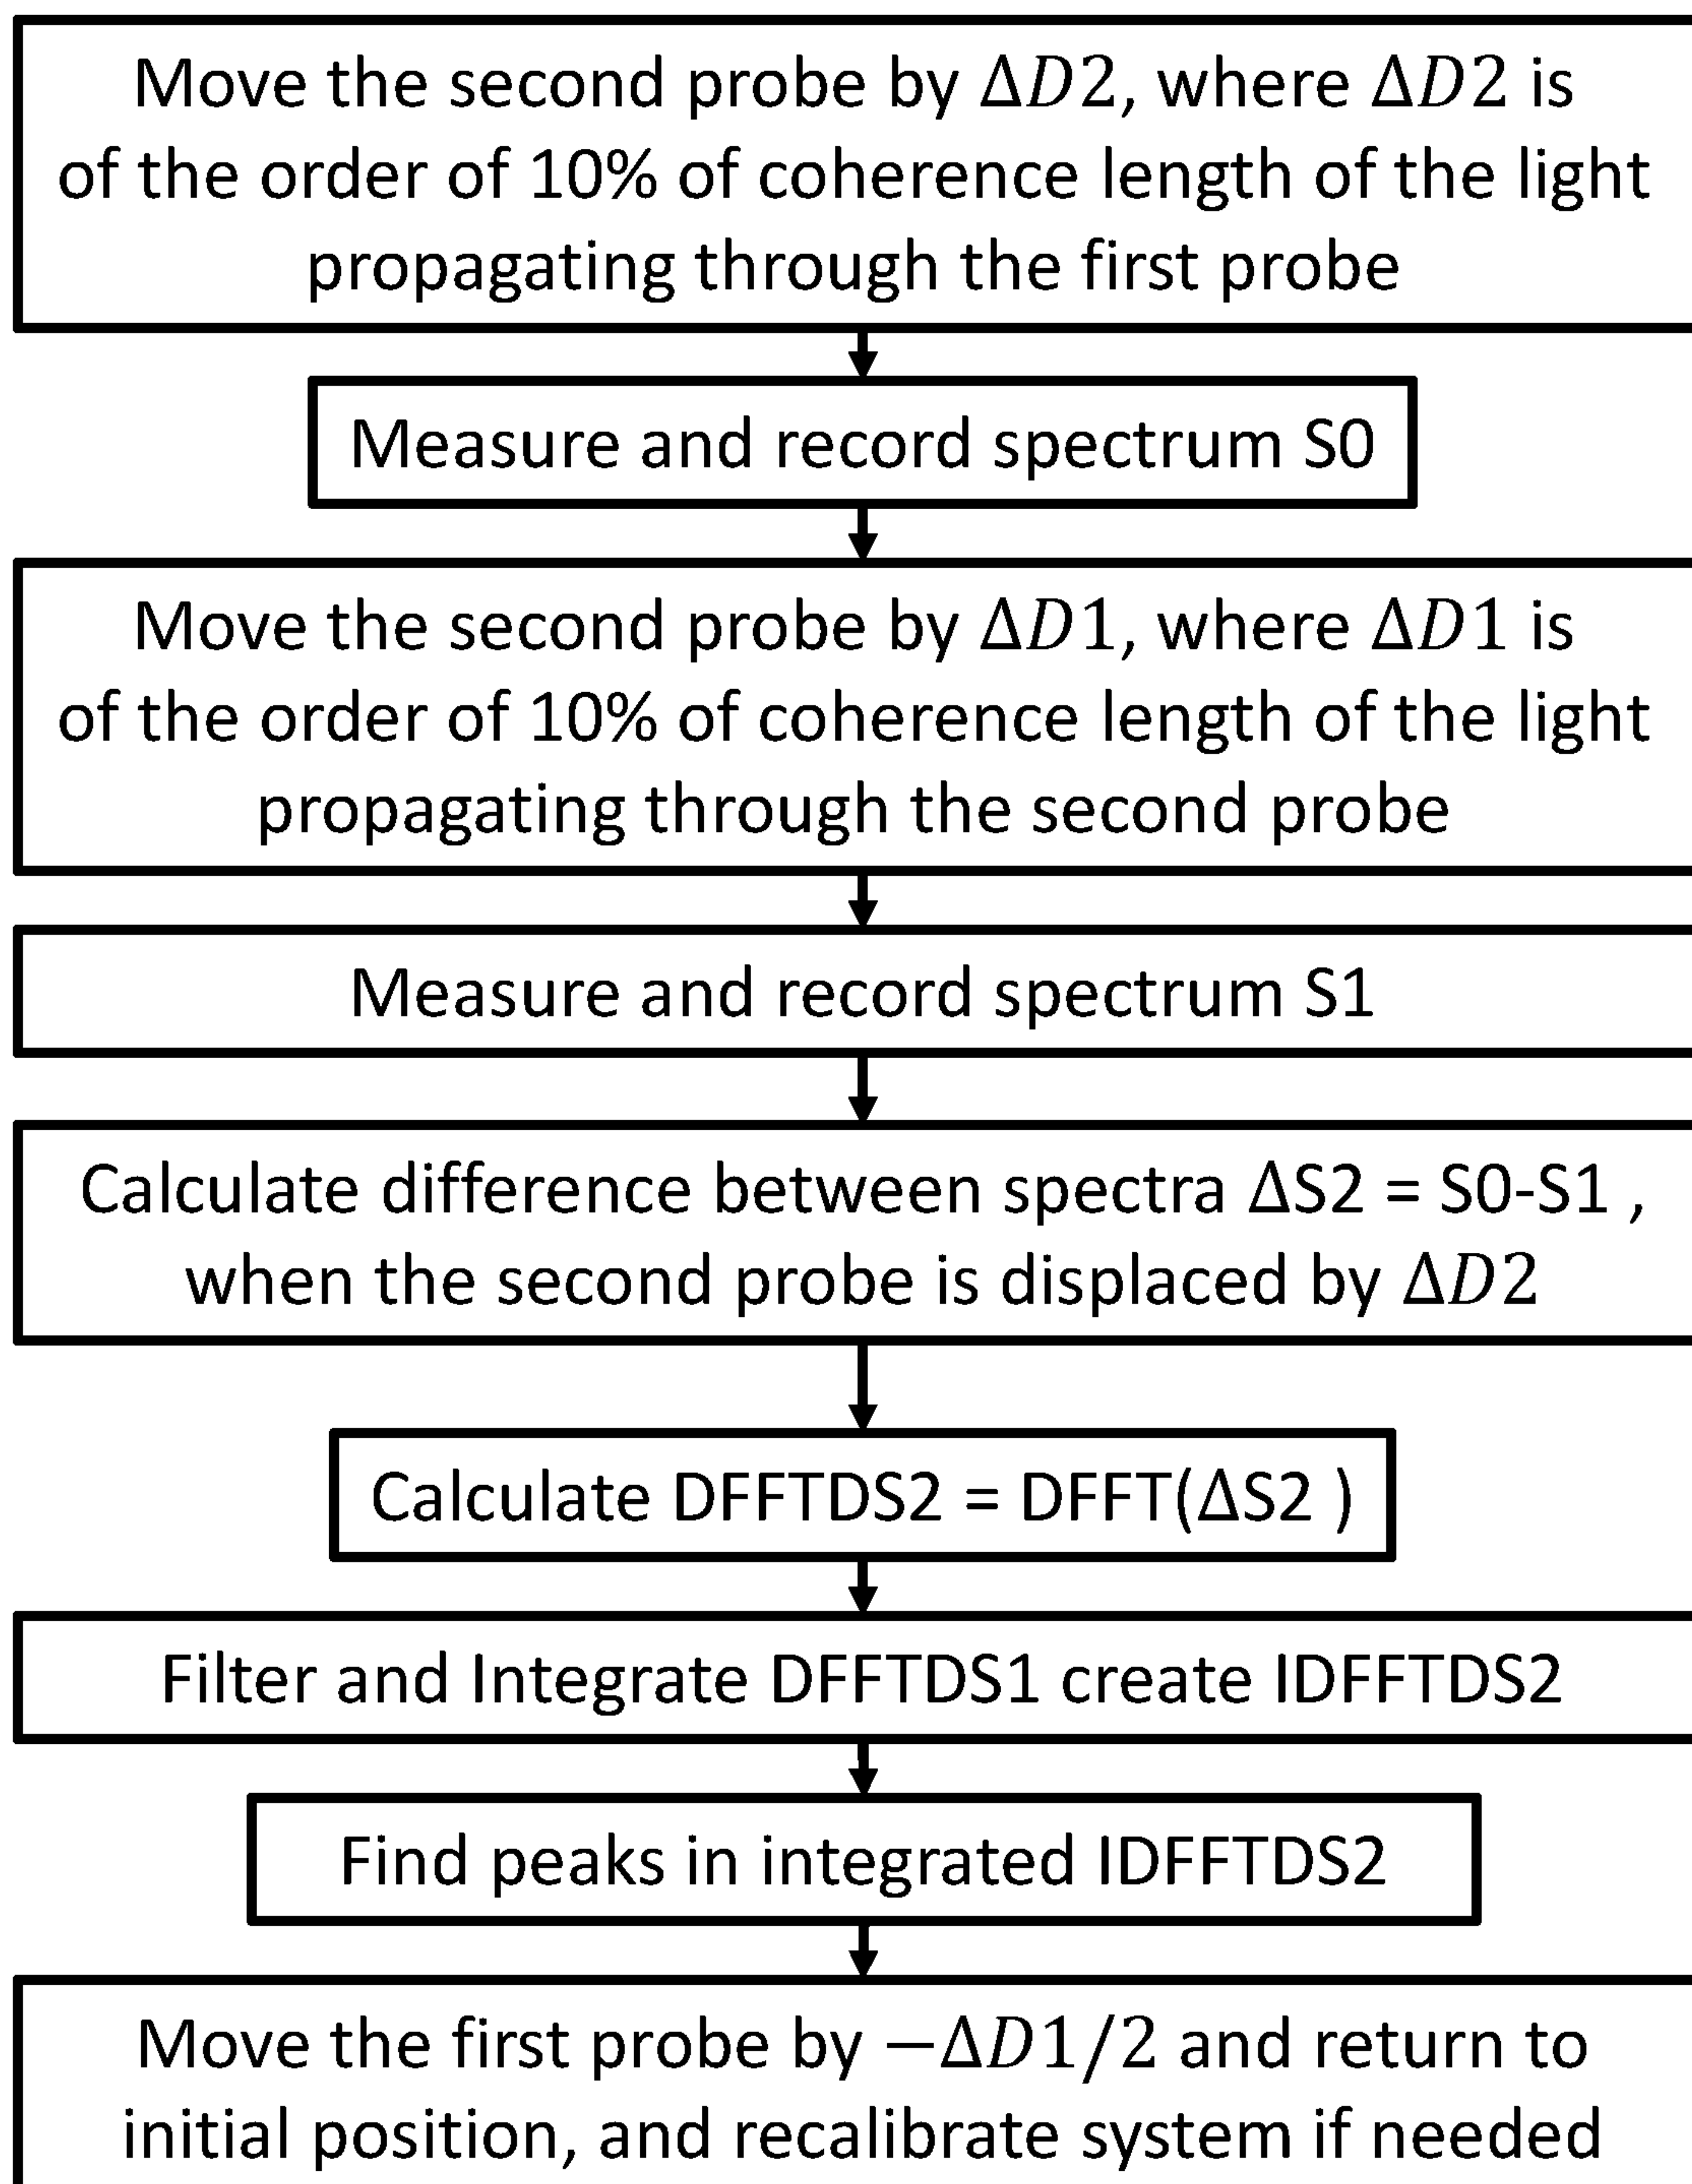 Move the second probe by Δ𝐷2, where Δ𝐷2 is
of the order of 10% of coherence length of the light
propagating through the first probe
Measure and record spectrum S0
Move the second probe by Δ𝐷1, where Δ𝐷1 is
of the order of 10% of coherence length of the light
propagating through the second probe
Measure and record spectrum S1
Calculate difference between spectra ΔS2 = S0-S1 ,
when the second probe is displaced by Δ𝐷2
Calculate DFFTDS2 = DFFT(ΔS2 )
Filter and Integrate DFFTDS1 create IDFFTDS2
Find peaks in integrated IDFFTDS2
Move the first probe by −Δ𝐷1/2 and return to
initial position, and recalibrate system if needed